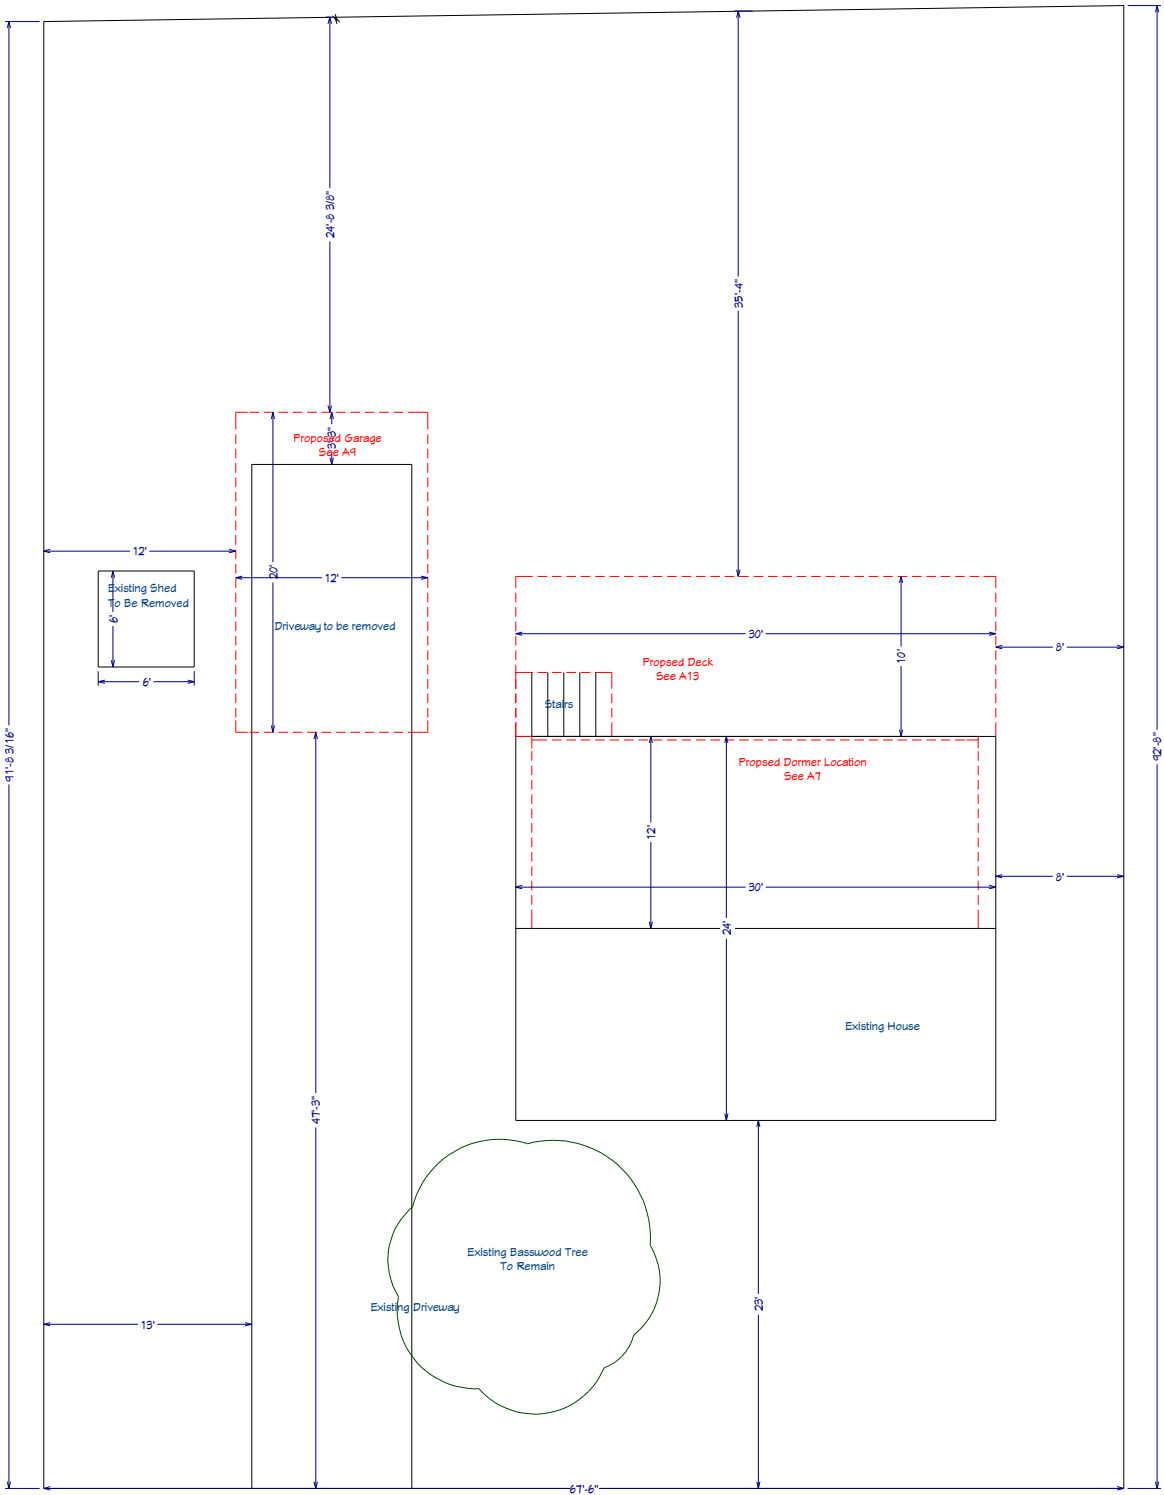 24'-8 3/8"
35'-4"
Proposed Garage
See A9
3'-3"
12'
20'
12'
Existing Shed
To Be Removed
6'
6'
Driveway to be removed
30'
10'
8'
Propsed Deck
See A13
Stairs
91'-8 3/16"
92'-8"
Propsed Dormer Location
See A7
12'
30'
8'
24'
Existing House
47'-3"
Existing Basswood Tree
To Remain
Existing Driveway
23'
13'
67'-6"